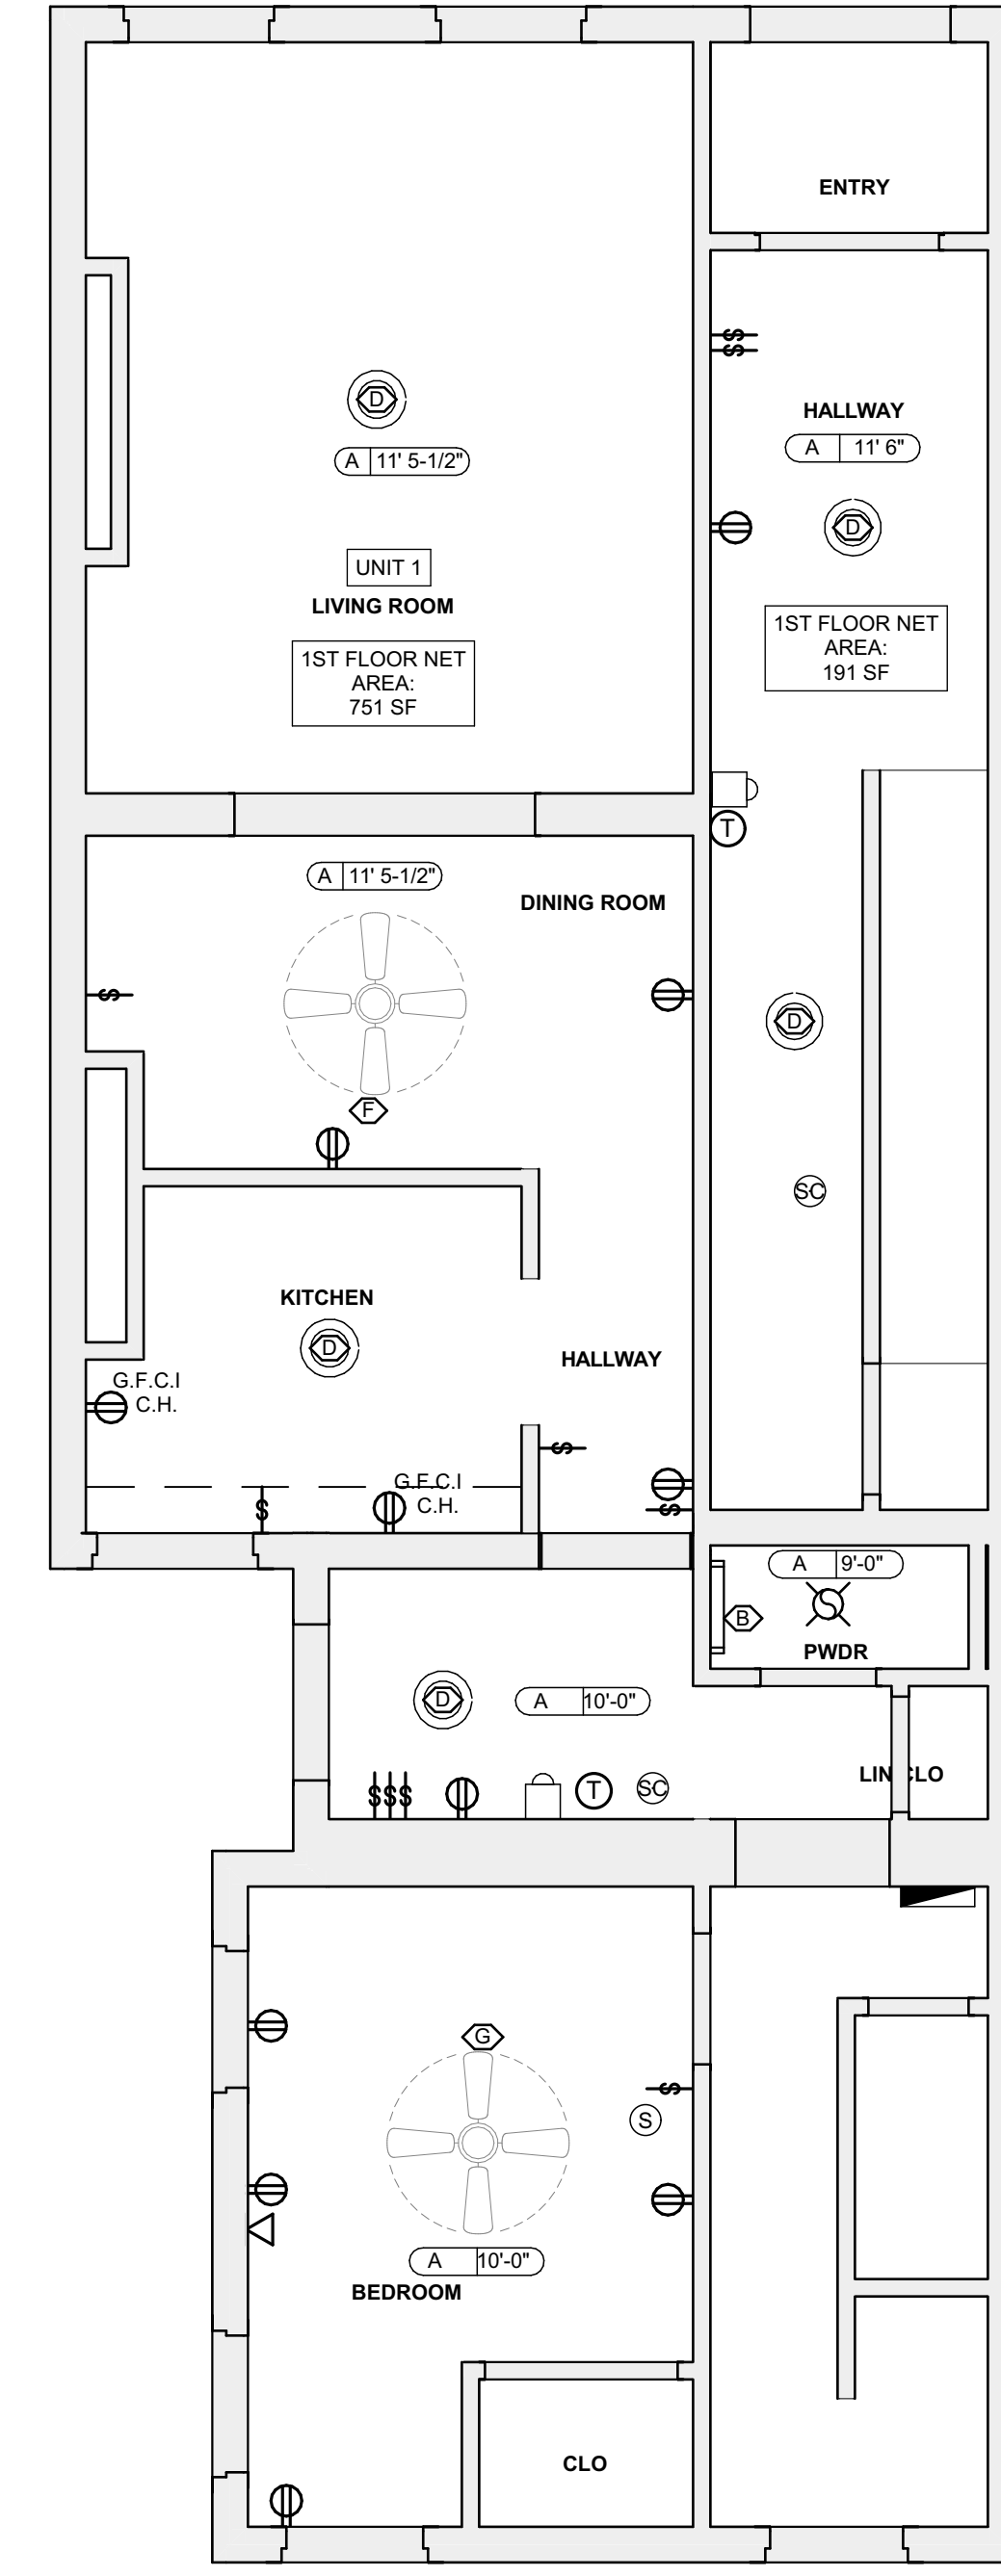 ENTRY
$
$
HALLWAY
A 11' 6"
D
D
A 11' 5-1/2"
UNIT 1
LIVING ROOM
1ST FLOOR NET
AREA:
751 SF
1ST FLOOR NET
AREA:
191 SF
T
A 11' 5-1/2"
DINING ROOM
$
D
F
SC
KITCHEN
D
HALLWAY
G.F.C.I
C.H.
$
G.F.C.I
C.H.
$
$
A 9'-0"
B
PWDR
D
A 10'-0"
LIN CLO
$$$
T
SC
G
$
S
A 10'-0"
BEDROOM
CLO